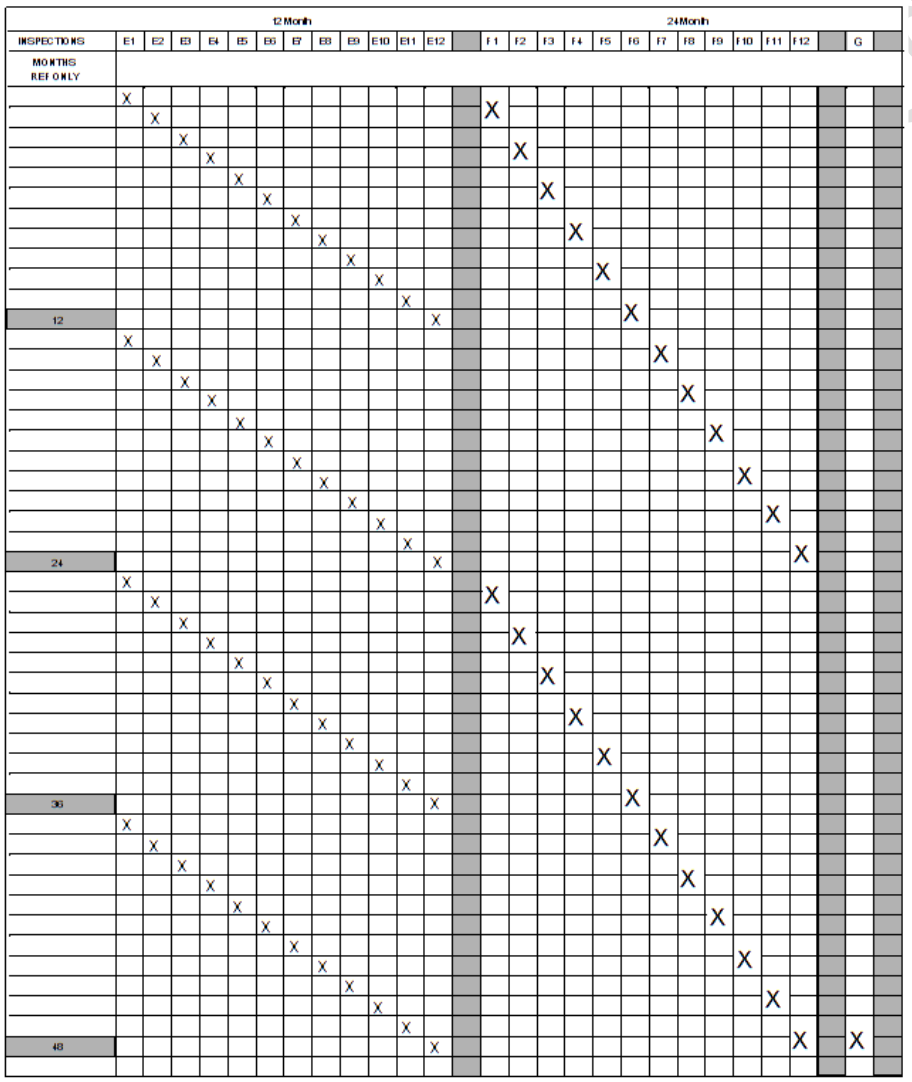 12 Month 24 Month
INSPECTIONS E1 E2 E3 E4 E5 E6 E7 E8 E9 E10 E11 E12 F1 F2 F3 F4 F5 F6 F7 F8 F9 F10 F11 F12 G
MONTHS
REF ONLY
X
X X
X
X X
X
X X
X
X X
X
X X
X
12 X X
X
X X
X
X X
X
X X
X
X X
X
X X
X
24 X X
X
X X
X
X X
X
X X
X
X X
X
X X
X
36 X X
X
X X
X
X X
X
X X
X
X X
X
X X
X
48 X X X